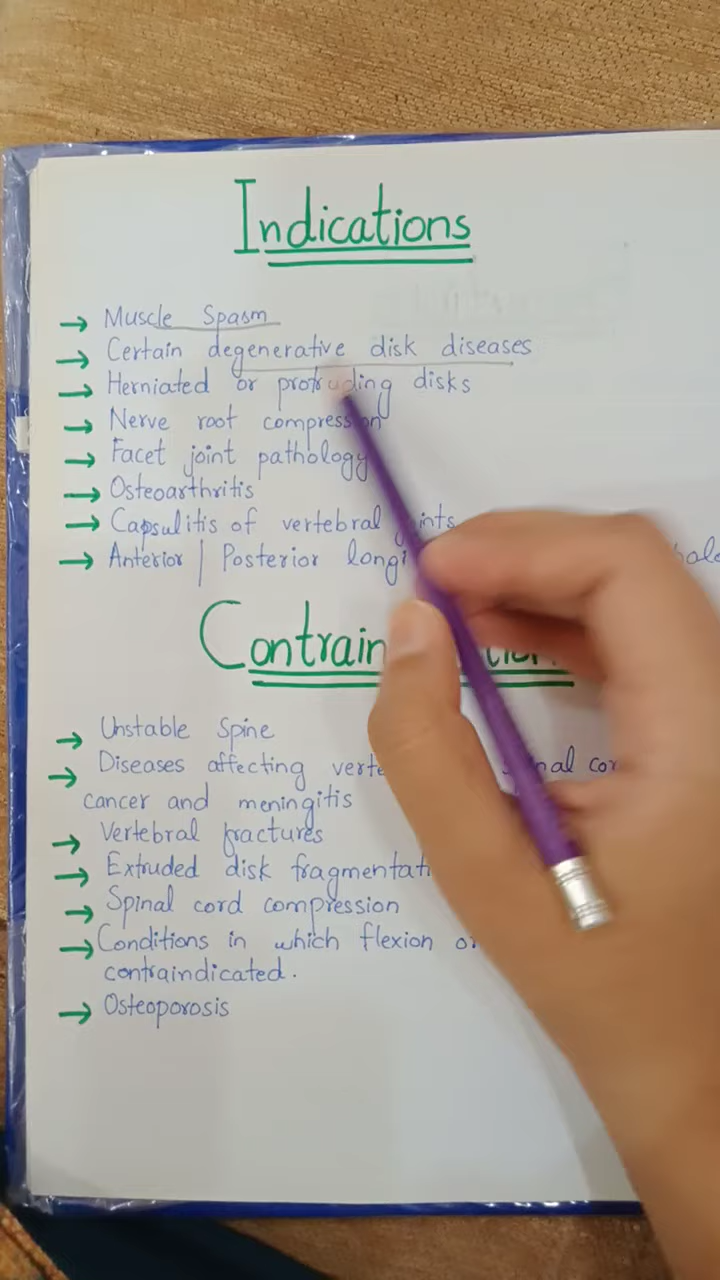 Indications
→ Muscle Spasm
→ Certain degenerative disk diseases
→ Herniated or protruding disks
→ Nerve root compression
→ Facet joint pathology
→ Osteoarthritis
→ Capsulitis of vertebral
→ Anterior | Posterior
→ Unstable Spine
→ Diseases affecting
cancer and meningitis
→ Vertebral fractures
→ Extruded disk
→ Spinal cord compression
→ Conditions in which flexion
contraindicated.
→ Osteoporosis